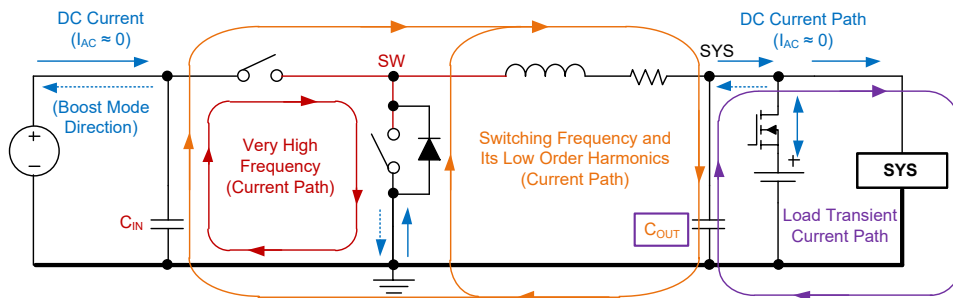 DC Current
(IAC ≈ 0)
(Boost Mode
Direction)
+
−
CIN
Very High
Frequency
(Current Path)
SW
Switching Frequency and
Its Low Order Harmonics
(Current Path)
SYS
COUT
DC Current Path
(IAC ≈ 0)
+
SYS
Load Transient
Current Path